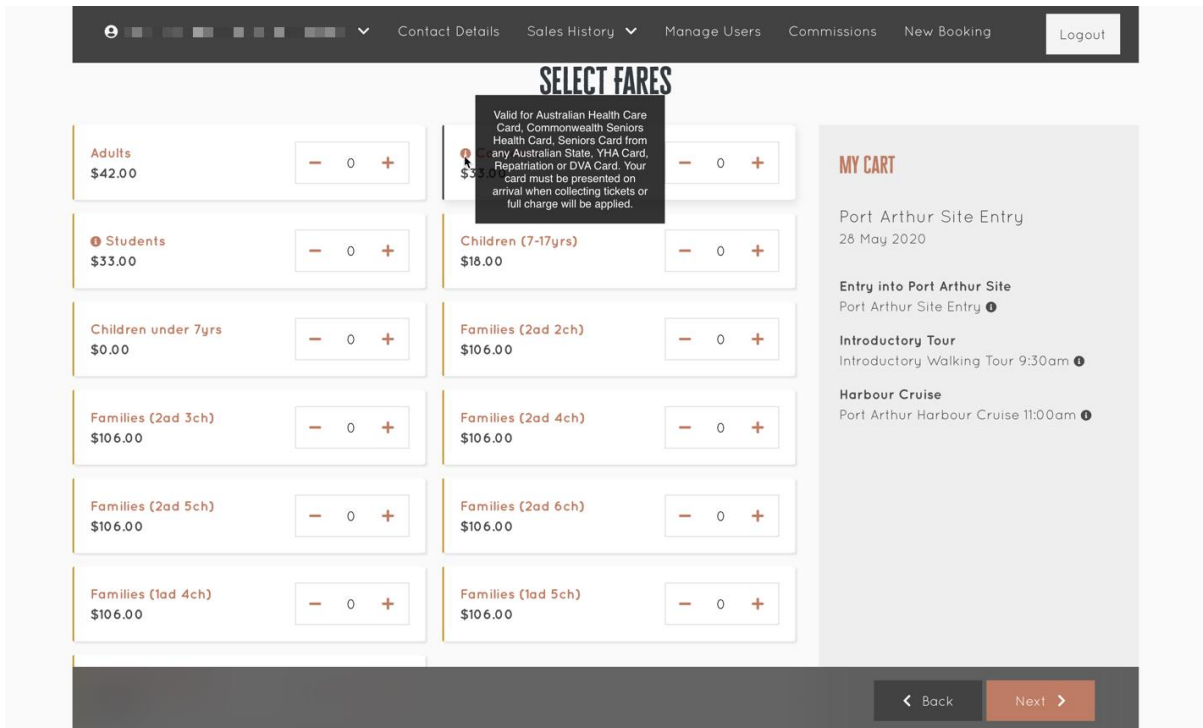 Contact Details Sales History Manage Users Commissions New Booking Logout
SELECT FARES
Valid for Australian Health Care
Card, Commonwealth Seniors
Health Card, Seniors Card from
any Australian State, YHA Card,
Repatriation or DVA Card. Your
card must be presented on
arrival when collecting tickets or
full charge will be applied.
Adults
$42.00
0
$33.00
0
Students
$33.00
0
Children (7-17yrs)
$18.00
0
Children under 7yrs
$0.00
0
Families (2ad 2ch)
$106.00
0
Families (2ad 3ch)
$106.00
0
Families (2ad 4ch)
$106.00
0
Families (2ad 5ch)
$106.00
0
Families (2ad 6ch)
$106.00
0
Families (1ad 4ch)
$106.00
0
Families (1ad 5ch)
$106.00
0
MY CART
Port Arthur Site Entry
28 May 2020
Entry into Port Arthur Site
Port Arthur Site Entry
Introductory Tour
Introductory Walking Tour 9:30am
Harbour Cruise
Port Arthur Harbour Cruise 11:00am
Back
Next